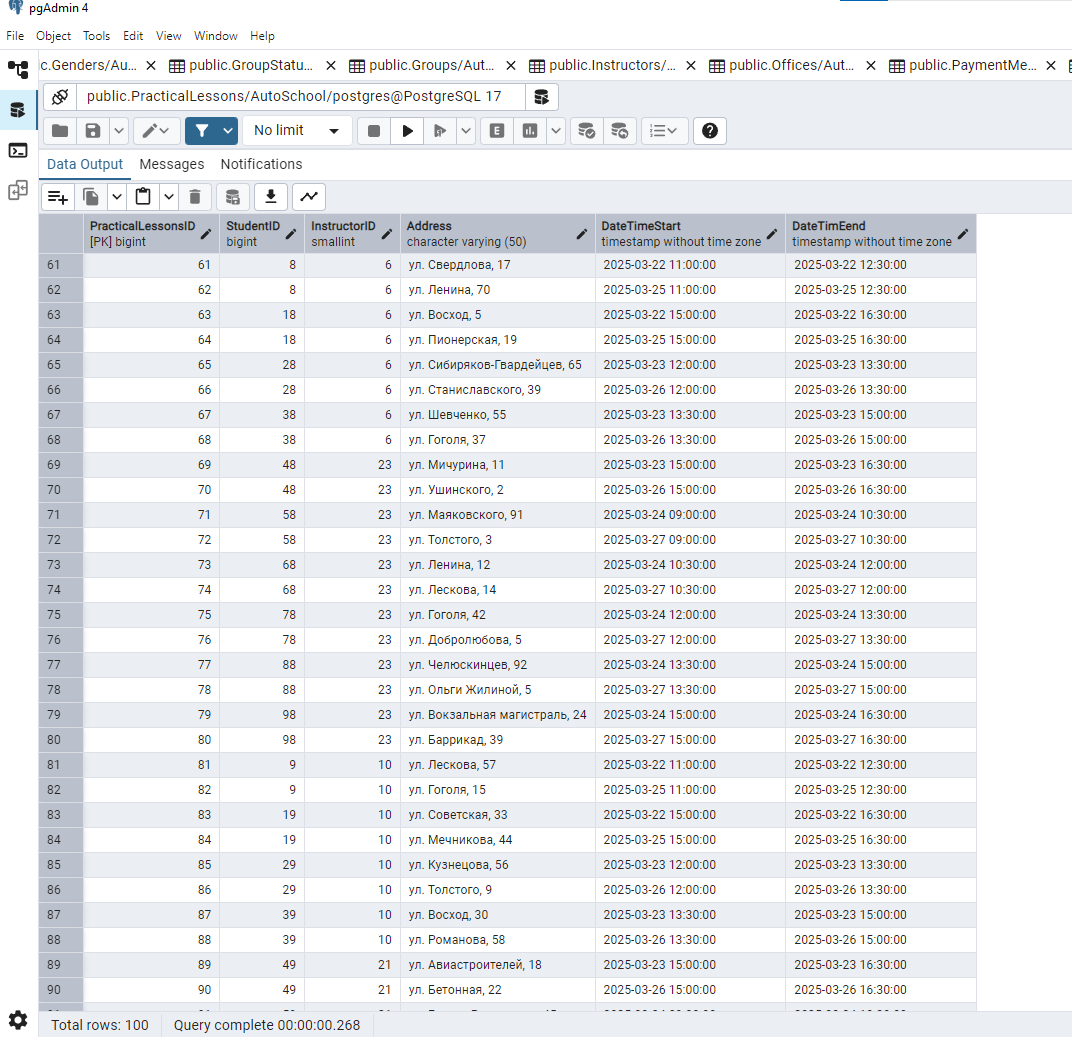 pgAdmin 4
File Object Tools Edit View Window Help
ic.Genders/Au... public.GroupStatu... public.Groups/Aut... public.Instructors/... public.Offices/Aut... public.PaymentMe...
public.PracticalLessons/AutoSchool/postgres@PostgreSQL 17
No limit E
Data Output Messages Notifications
PracticalLessonsID StudentID InstructorID Address DateTimeStart DateTimEend
[PK] bigint bigint smallint character varying (50) timestamp without time zone timestamp without time zone
61 61 8 6 ул. Свердлова, 17 2025-03-22 11:00:00 2025-03-22 12:30:00
62 62 8 6 ул. Ленина, 70 2025-03-25 11:00:00 2025-03-25 12:30:00
63 63 18 6 ул. Восход, 5 2025-03-22 15:00:00 2025-03-22 16:30:00
64 64 18 6 ул. Пионерская, 19 2025-03-25 15:00:00 2025-03-25 16:30:00
65 65 28 6 ул. Сибиряков-Гвардейцев, 65 2025-03-23 12:00:00 2025-03-23 13:30:00
66 66 28 6 ул. Станиславского, 39 2025-03-26 12:00:00 2025-03-26 13:30:00
67 67 38 6 ул. Шевченко, 55 2025-03-23 13:30:00 2025-03-23 15:00:00
68 68 38 6 ул. Гоголя, 37 2025-03-26 13:30:00 2025-03-26 15:00:00
69 69 48 23 ул. Мичурина, 11 2025-03-23 15:00:00 2025-03-23 16:30:00
70 70 48 23 ул. Ушинского, 2 2025-03-26 15:00:00 2025-03-26 16:30:00
71 71 58 23 ул. Маяковского, 91 2025-03-24 09:00:00 2025-03-24 10:30:00
72 72 58 23 ул. Толстого, 3 2025-03-27 09:00:00 2025-03-27 10:30:00
73 73 68 23 ул. Ленина, 12 2025-03-24 10:30:00 2025-03-24 12:00:00
74 74 68 23 ул. Лескова, 14 2025-03-27 10:30:00 2025-03-27 12:00:00
75 75 78 23 ул. Гоголя, 42 2025-03-24 12:00:00 2025-03-24 13:30:00
76 76 78 23 ул. Добролюбова, 5 2025-03-27 12:00:00 2025-03-27 13:30:00
77 77 88 23 ул. Челюскинцев, 92 2025-03-24 13:30:00 2025-03-24 15:00:00
78 78 88 23 ул. Ольги Жилиной, 5 2025-03-27 13:30:00 2025-03-27 15:00:00
79 79 98 23 ул. Вокзальная магистраль, 24 2025-03-24 15:00:00 2025-03-24 16:30:00
80 80 98 23 ул. Баррикад, 39 2025-03-27 15:00:00 2025-03-27 16:30:00
81 81 9 10 ул. Лескова, 57 2025-03-22 11:00:00 2025-03-22 12:30:00
82 82 9 10 ул. Гоголя, 15 2025-03-25 11:00:00 2025-03-25 12:30:00
83 83 19 10 ул. Советская, 33 2025-03-22 15:00:00 2025-03-22 16:30:00
84 84 19 10 ул. Мечникова, 44 2025-03-25 15:00:00 2025-03-25 16:30:00
85 85 29 10 ул. Кузнецова, 56 2025-03-23 12:00:00 2025-03-23 13:30:00
86 86 29 10 ул. Толстого, 9 2025-03-26 12:00:00 2025-03-26 13:30:00
87 87 39 10 ул. Восход, 30 2025-03-23 13:30:00 2025-03-23 15:00:00
88 88 39 10 ул. Романова, 58 2025-03-26 13:30:00 2025-03-26 15:00:00
89 89 49 21 ул. Авиастроителей, 18 2025-03-23 15:00:00 2025-03-23 16:30:00
90 90 49 21 ул. Бетонная, 22 2025-03-26 15:00:00 2025-03-26 16:30:00
Total rows: 100 Query complete 00:00:00.268